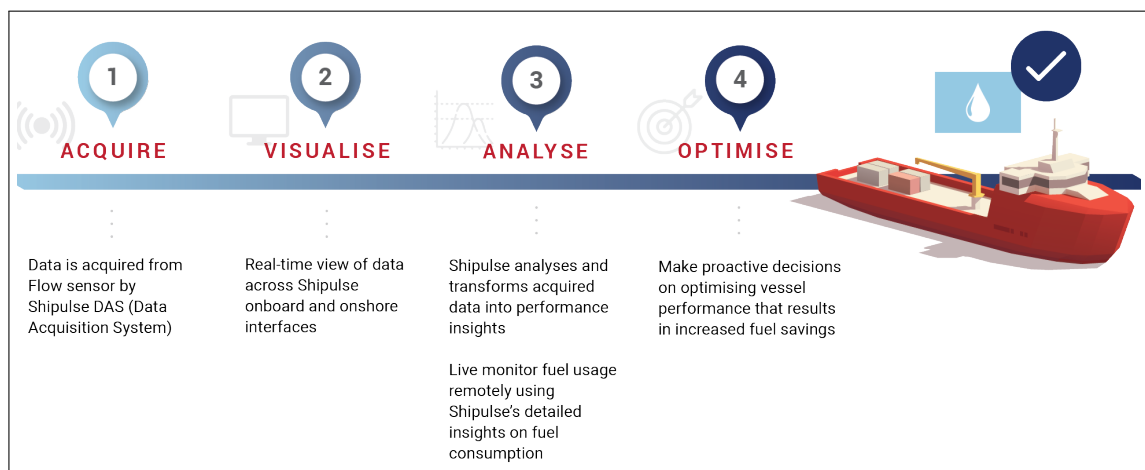 1
ACQUIRE
Data is acquired from
Flow sensor by
Shipulse DAS (Data
Acquisition System)
2
VISUALISE
Real-time view of data
across Shipulse
onboard and onshore
interfaces
3
ANALYSE
Shipulse analyses and
transforms acquired
data into performance
insights
Live monitor fuel usage
remotely using
Shipulse's detailed
insights on fuel
consumption
4
OPTIMISE
Make proactive decisions
on optimising vessel
performance that results
in increased fuel savings